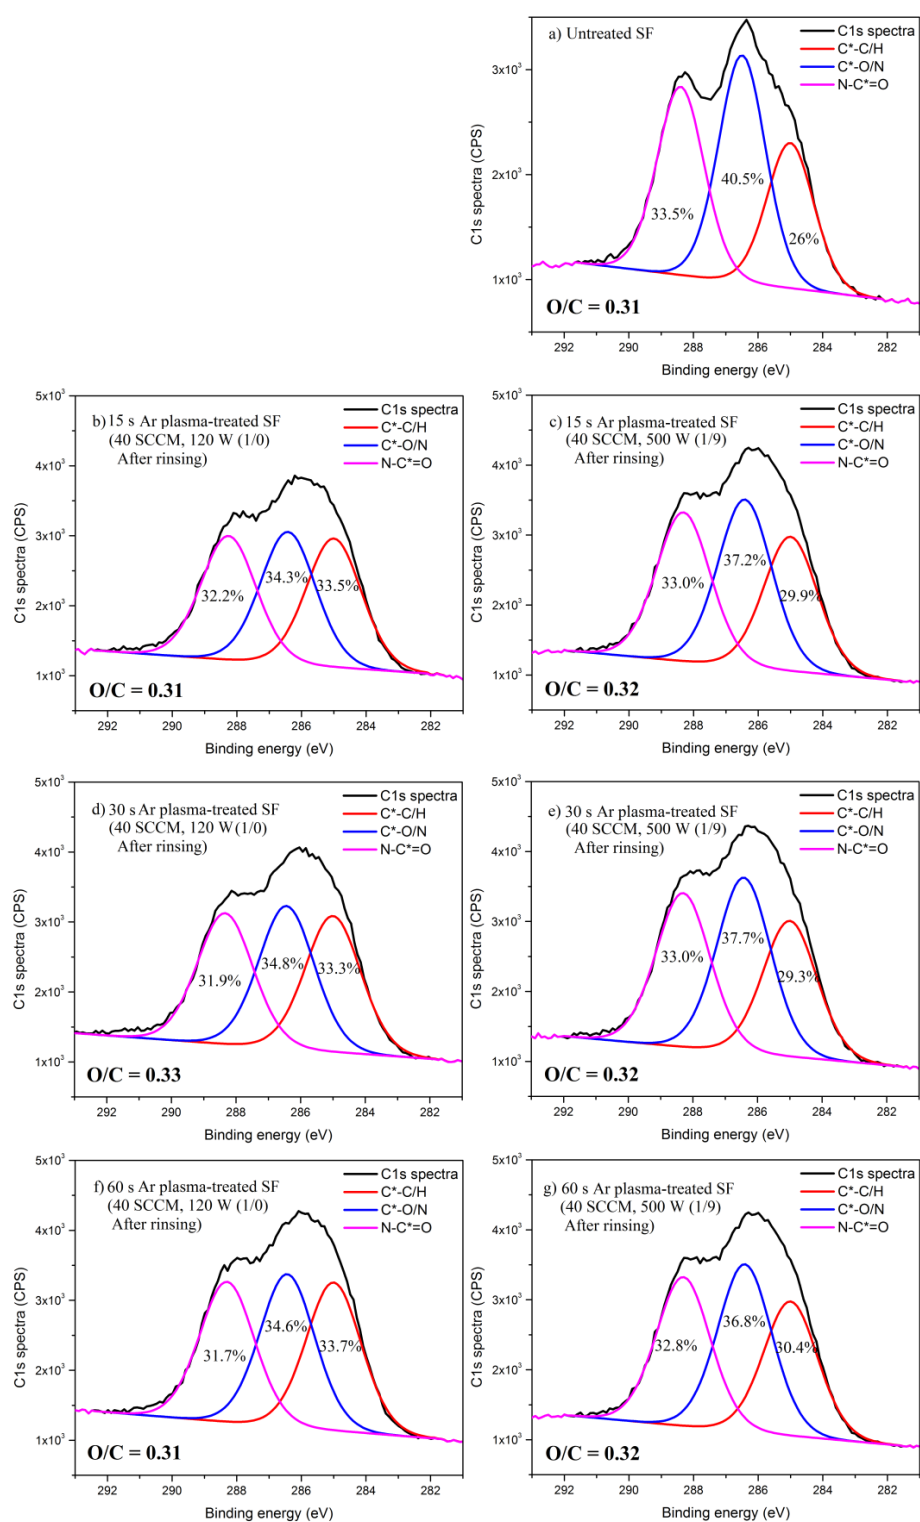 a) Untreated SF
C1s spectra
C*-C/H
C*-O/N
N-C*=O
C1s spectra (CPS)
3x10³
2x10³
1x10³
33.5%
40.5%
26%
O/C = 0.31
292 290 288 286 284 282
Binding energy (eV)
b) 15 s Ar plasma-treated SF
(40 SCCM, 120 W (1/0)
After rinsing)
C1s spectra
C*-C/H
C*-O/N
N-C*=O
C1s spectra (CPS)
5x10³
4x10³
3x10³
2x10³
1x10³
32.2%
34.3%
33.5%
O/C = 0.31
292 290 288 286 284 282
Binding energy (eV)
c) 15 s Ar plasma-treated SF
(40 SCCM, 500 W (1/9)
After rinsing)
C1s spectra
C*-C/H
C*-O/N
N-C*=O
C1s spectra (CPS)
5x10³
4x10³
3x10³
2x10³
1x10³
33.0%
37.2%
29.9%
O/C = 0.32
292 290 288 286 284 282
Binding energy (eV)
d) 30 s Ar plasma-treated SF
(40 SCCM, 120 W (1/0)
After rinsing)
C1s spectra
C*-C/H
C*-O/N
N-C*=O
C1s spectra (CPS)
5x10³
4x10³
3x10³
2x10³
1x10³
31.9%
34.8%
33.3%
O/C = 0.33
292 290 288 286 284 282
Binding energy (eV)
e) 30 s Ar plasma-treated SF
(40 SCCM, 500 W (1/9)
After rinsing)
C1s spectra
C*-C/H
C*-O/N
N-C*=O
C1s spectra (CPS)
5x10³
4x10³
3x10³
2x10³
1x10³
33.0%
37.7%
29.3%
O/C = 0.32
292 290 288 286 284 282
Binding energy (eV)
f) 60 s Ar plasma-treated SF
(40 SCCM, 120 W (1/0)
After rinsing)
C1s spectra
C*-C/H
C*-O/N
N-C*=O
C1s spectra (CPS)
5x10³
4x10³
3x10³
2x10³
1x10³
31.7%
34.6%
33.7%
O/C = 0.31
292 290 288 286 284 282
Binding energy (eV)
g) 60 s Ar plasma-treated SF
(40 SCCM, 500 W (1/9)
After rinsing)
C1s spectra
C*-C/H
C*-O/N
N-C*=O
C1s spectra (CPS)
5x10³
4x10³
3x10³
2x10³
1x10³
32.8%
36.8%
30.4%
O/C = 0.32
292 290 288 286 284 282
Binding energy (eV)